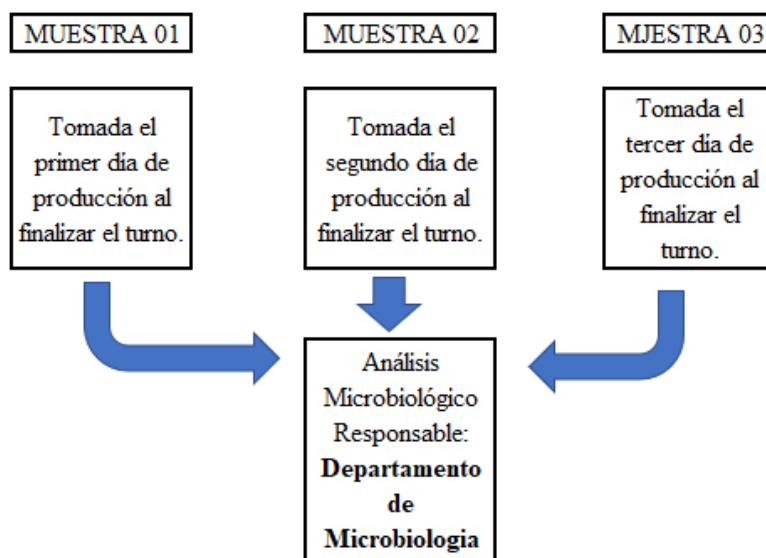 MUESTRA 01
MUESTRA 02
MJESTRA 03
Tomada el
primer día de
producción al
finalizar el turno.
Tomada el
segundo día de
producción al
finalizar el turno.
Tomada el
tercer día de
producción al
finalizar el
turno.
Análisis
Microbiológico
Responsable:
Departamento
de
Microbiologia